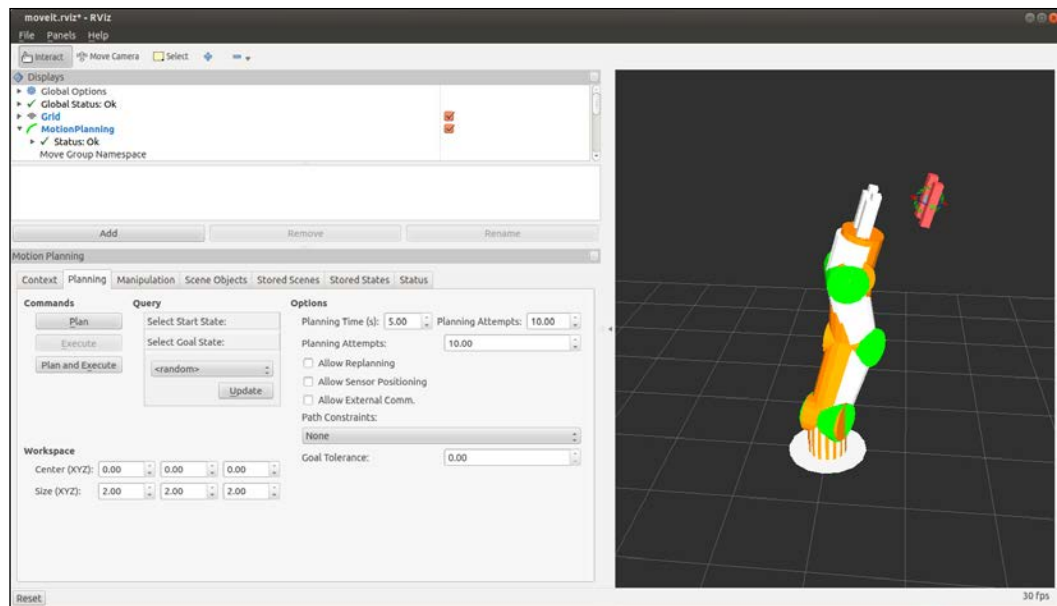 moveit.rviz* - RViz
File Panels Help
Interact Move Camera Select
Displays
Global Options
Global Status: Ok
Grid
MotionPlanning
Status: Ok
Move Group Namespace
Add Remove Rename
Motion Planning
Context Planning Manipulation Scene Objects Stored Scenes Stored States Status
Commands Query Options
Plan Select Start State: Planning Time (s): 5.00 Planning Attempts: 10.00
Execute Select Goal State: Planning Attempts: 10.00
Plan and Execute <random> Allow Replanning
Allow Sensor Positioning
Update Allow External Comm.
Path Constraints:
None
Workspace Goal Tolerance: 0.00
Center (XYZ): 0.00 0.00 0.00
Size (XYZ): 2.00 2.00 2.00
Reset 30 fps